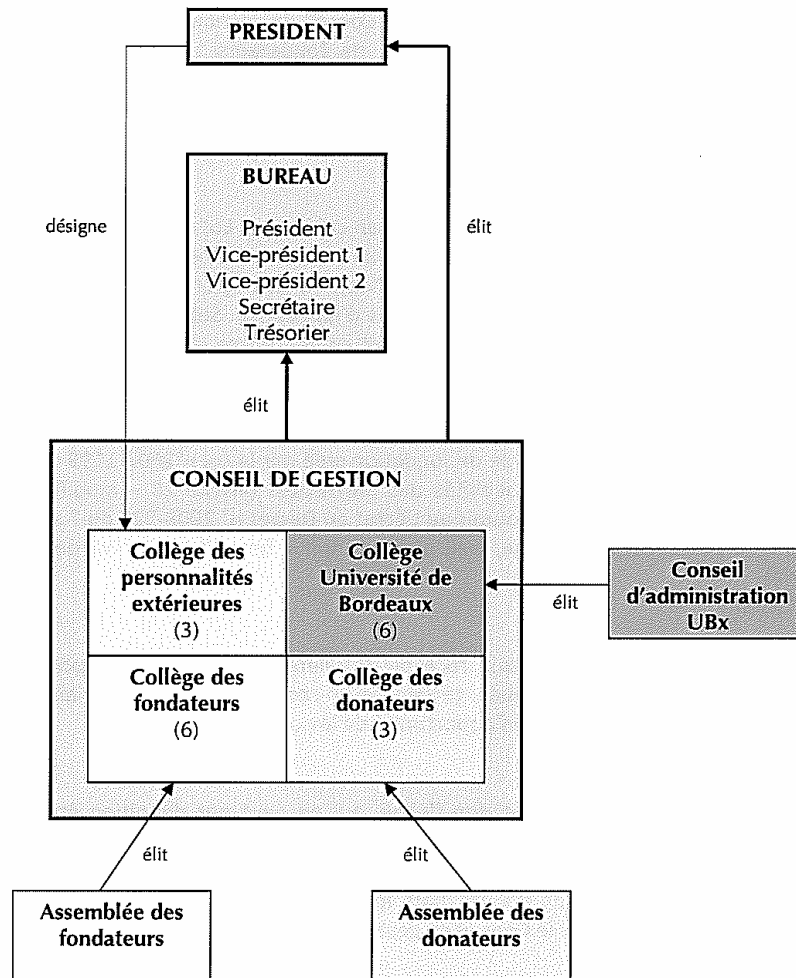 PRESIDENT
BUREAU
Président
Vice-président 1
Vice-président 2
Secrétaire
Trésorier
désigne
élit
élit
CONSEIL DE GESTION
Collège des
personnalités
extérieures
(3)
Collège
Université de
Bordeaux
(6)
Conseil
d'administration
UBx
élit
Collège des
fondateurs
(6)
Collège des
donateurs
(3)
élit
élit
Assemblée des
fondateurs
Assemblée des
donateurs